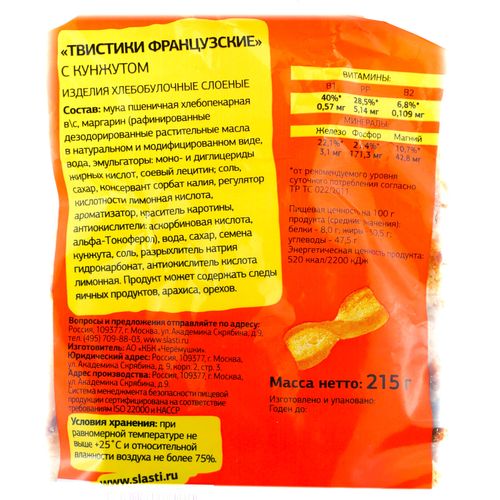 «ТВИСТИКИ ФРАНЦУЗСКИЕ»
С КУНЖУТОМ
ИЗДЕЛИЯ ХЛЕБОБУЛОЧНЫЕ СЛОЕНЫЕ
Состав: мука пшеничная хлебопекарная
в\с, маргарин (рафинированные
дезодорированные растительные масла
в натуральном и модифицированном виде,
вода, эмульгаторы: моно- и диглицериды
жирных кислот, соевый лецитин; соль,
сахар, консервант сорбат калия, регулятор
кислотности лимонная кислота,
ароматизатор, краситель каротины,
антиокислители: аскорбиновая кислота,
альфа-Токоферол), вода, сахар, семена
кунжута, соль, разрыхлитель натрия
гидрокарбонат, антиокислитель кислота
лимонная. Продукт может содержать следы
яичных продуктов, арахиса, орехов.
Вопросы и предложения отправляйте по адресу:
Россия, 109377, г. Москва, ул. Академика Скрябина, д.9,
тел. (495) 709-88-03, www.slasti.ru
Изготовитель: АО «КБК «Черемушки».
Юридический адрес: Россия, 109377, г. Москва,
ул. Академика Скрябина, д. 9, корп. 2, стр. 3.
Адрес производства: Россия, 109377, г. Москва,
ул. Академика Скрябина, д.9.
Система менеджмента безопасности пищевой
продукции сертифицирована на соответствие
требованиям ISO 22000 и HACCP
Условия хранения: при
равномерной температуре не
выше +25°С и относительной
влажности воздуха не более 75%.
www.slasti.ru
ВИТАМИНЫ:
В1 РР В2
40%* 28,5%* 6,8%*
0,57 мг 5,14 мг 0,109 мг
МИНЕРАЛЫ:
Железо Фосфор Магний
22,1%* 10,7%*
3,1 мг 171,3 мг 42,8 мг
*от рекомендуемого уровня
суточного потребления согласно
ТР ТС 022/2011
Пищевая ценность на 100 г
продукта (средние значения):
белки - 8,0 г; жиры - 30,5 г;
углеводы - 47,5 г
Энергетическая ценность продукта:
520 ккал/2200 кДж
Масса нетто: 215 г
Изготовлено и упаковано:
Годен до: